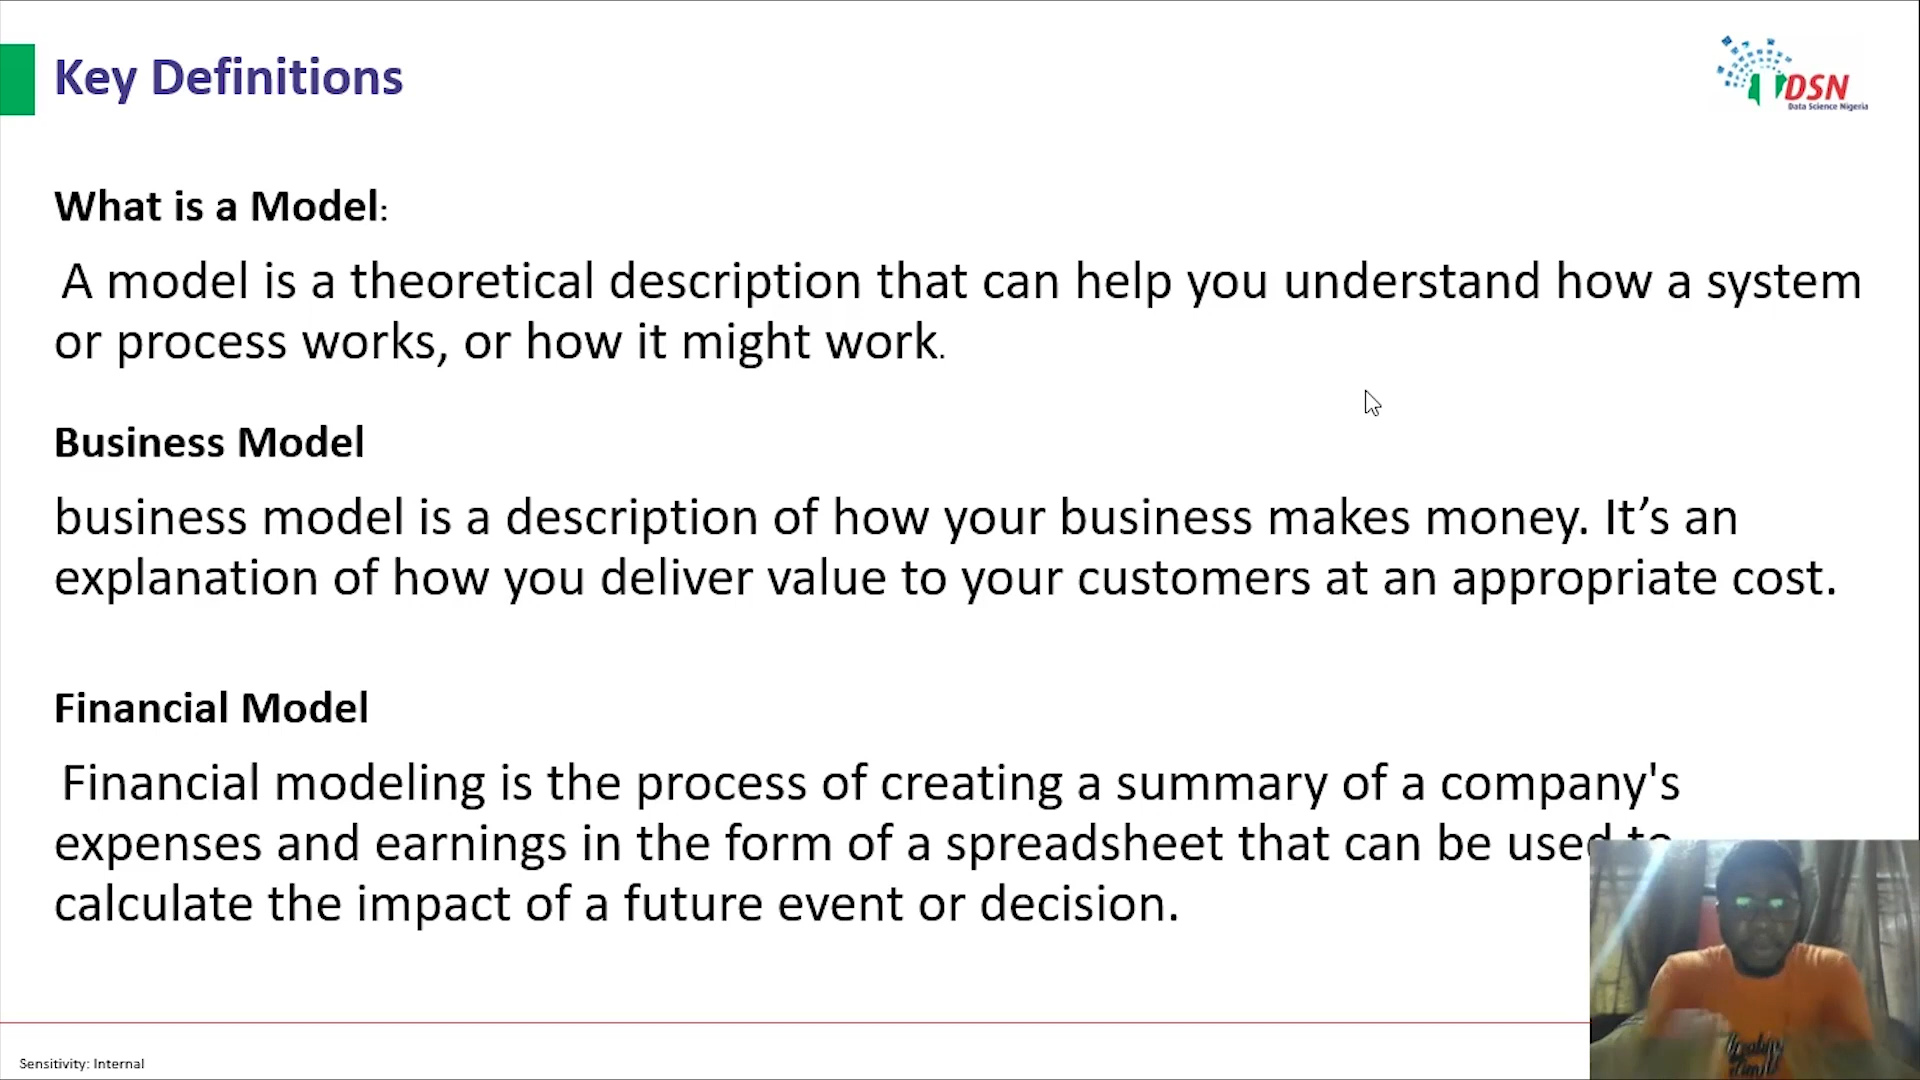 Key Definitions
DSN
Data Science Nigeria
What is a Model:
A model is a theoretical description that can help you understand how a system
or process works, or how it might work.
Business Model
business model is a description of how your business makes money. It’s an
explanation of how you deliver value to your customers at an appropriate cost.
Financial Model
Financial modeling is the process of creating a summary of a company's
expenses and earnings in the form of a spreadsheet that can be used to
calculate the impact of a future event or decision.
Sensitivity: Internal